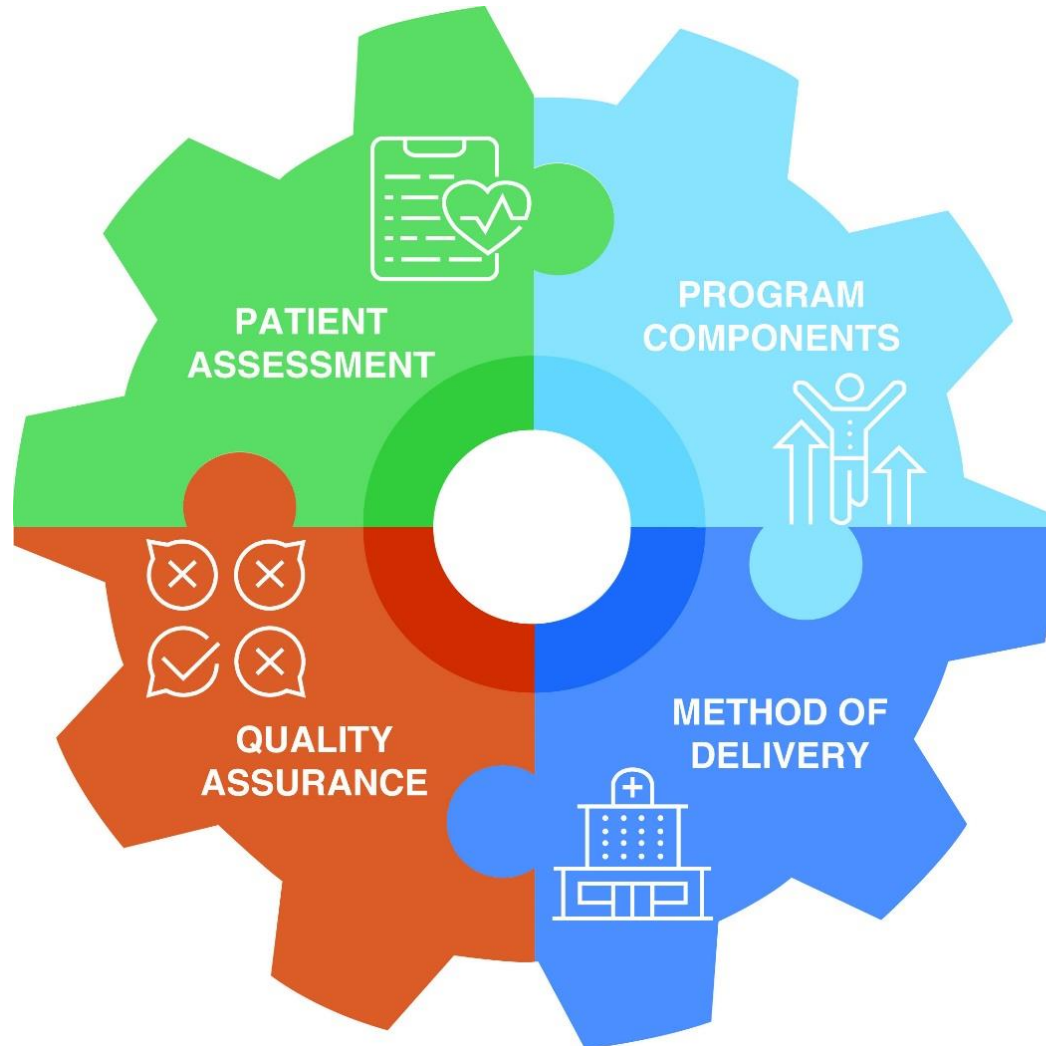 PATIENT
ASSESSMENT
PROGRAM
COMPONENTS
QUALITY
ASSURANCE
METHOD OF
DELIVERY